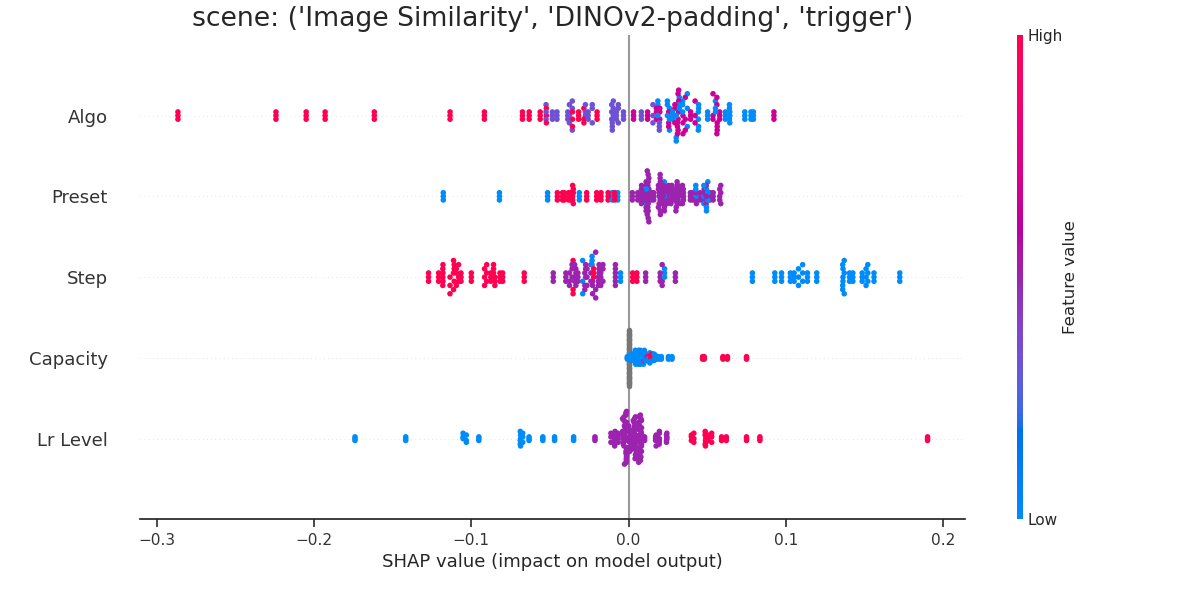 scene: ('Image Similarity', 'DINOv2-padding', 'trigger')
High
Algo
Preset
Step
Capacity
Lr Level
Feature value
Low
−0.3
−0.2
−0.1
0.0
0.1
0.2
SHAP value (impact on model output)